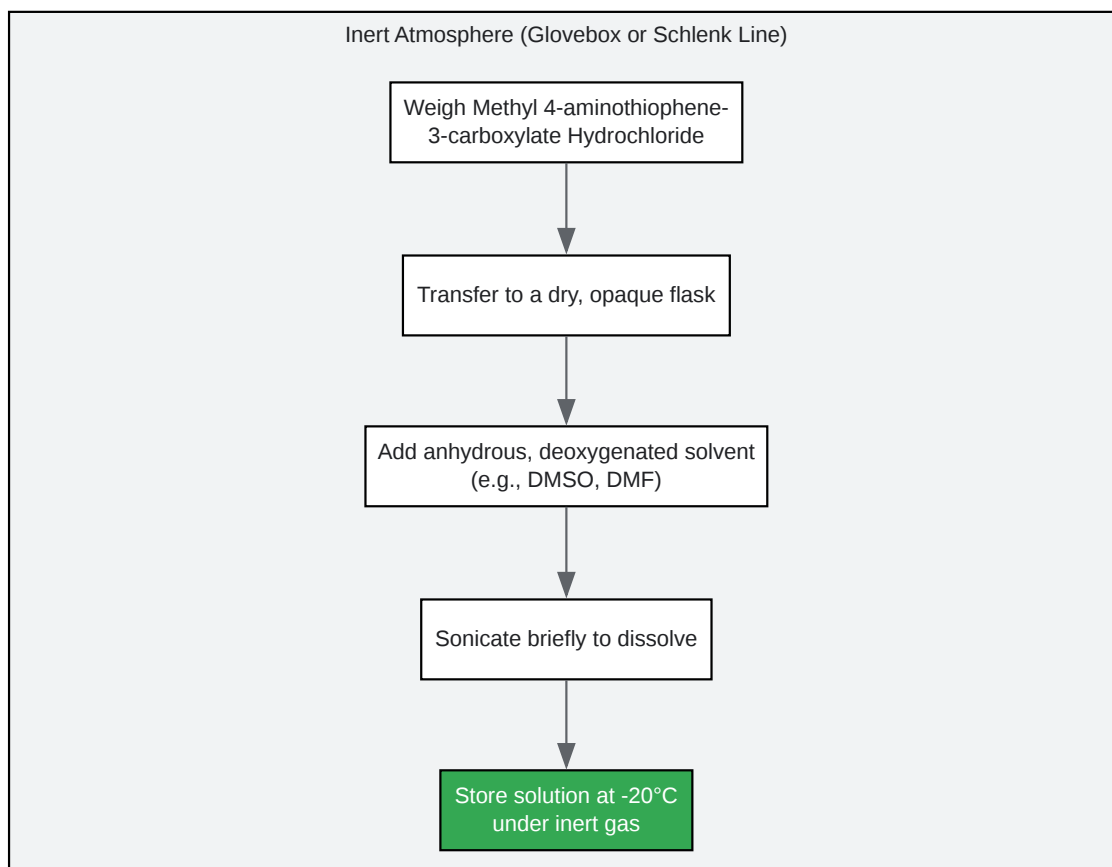 Inert Atmosphere (Glovebox or Schlenk Line)
Weigh Methyl 4-aminothiophene-
3-carboxylate Hydrochloride
Transfer to a dry, opaque flask
Add anhydrous, deoxygenated solvent
(e.g., DMSO, DMF)
Sonicate briefly to dissolve
Store solution at -20°C
under inert gas